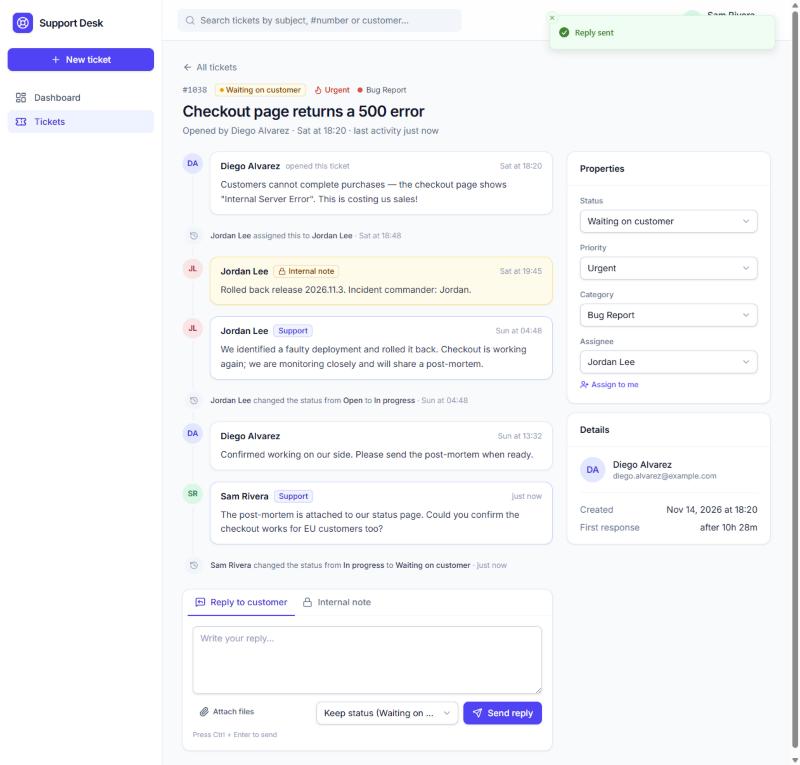 Support Desk
Search tickets by subject, #number or customer...
Reply sent
New ticket
Dashboard
Tickets
All tickets
#1038 Waiting on customer Urgent Bug Report
Checkout page returns a 500 error
Opened by Diego Alvarez · Sat at 18:20 · last activity just now
DA
Diego Alvarez opened this ticket Sat at 18:20
Customers cannot complete purchases — the checkout page shows
"Internal Server Error". This is costing us sales!
Jordan Lee assigned this to Jordan Lee · Sat at 18:48
JL
Jordan Lee Internal note Sat at 19:45
Rolled back release 2026.11.3. Incident commander: Jordan.
JL
Jordan Lee Support Sun at 04:48
We identified a faulty deployment and rolled it back. Checkout is working
again; we are monitoring closely and will share a post-mortem.
Jordan Lee changed the status from Open to In progress · Sun at 04:48
DA
Diego Alvarez Sun at 13:32
Confirmed working on our side. Please send the post-mortem when ready.
SR
Sam Rivera Support just now
The post-mortem is attached to our status page. Could you confirm the
checkout works for EU customers too?
Sam Rivera changed the status from In progress to Waiting on customer · just now
Reply to customer Internal note
Write your reply...
Attach files
Keep status (Waiting on ...
Send reply
Press Ctrl + Enter to send
Properties
Status
Waiting on customer
Priority
Urgent
Category
Bug Report
Assignee
Jordan Lee
Assign to me
Details
DA
Diego Alvarez
diego.alvarez@example.com
Created Nov 14, 2026 at 18:20
First response after 10h 28m